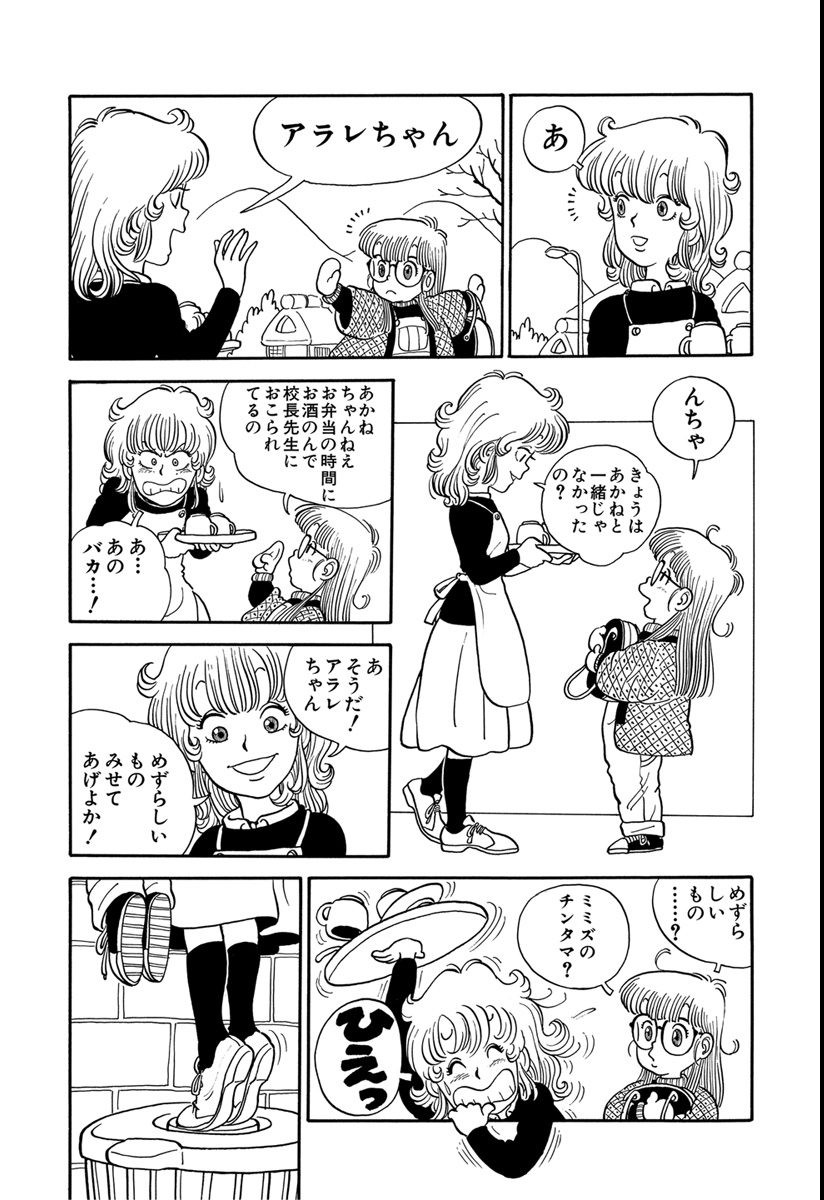 あ
アラレちゃん
んちゃ
きょうは
あかねと
一緒じゃ
なかった
の？
あかね
ちゃんねえ
お弁当の時間に
お酒のんで
校長先生に
おこられ
てるの
あ…
あの
バカ…！
あ
そうだ！
アラレ
ちゃん
めずらしい
もの
みせて
あげよか！
めずら
しい
もの
……？
ミミズの
チンタマ？
ひえっ